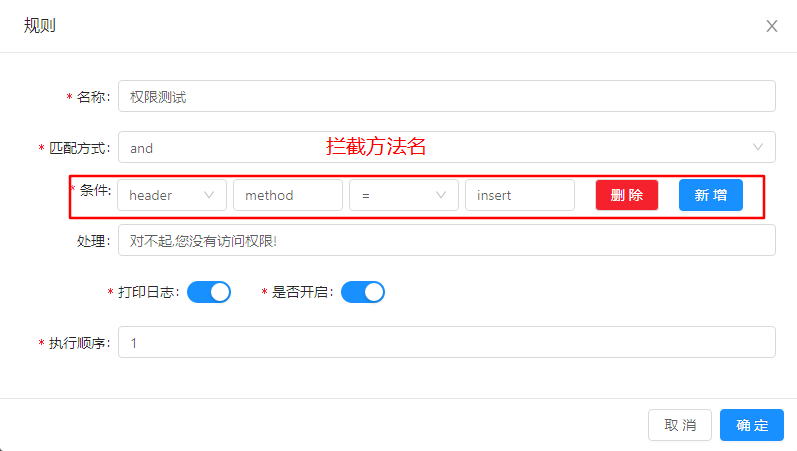 规则
* 名称: 权限测试
* 匹配方式: and 拦截方法名
* 条件: header method = insert 删 除 新 增
处理: 对不起,您没有访问权限!
* 打印日志: * 是否开启:
* 执行顺序: 1
取 消 确 定